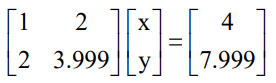 [1 2
2 3.999] [x
y] = [4
7.999]